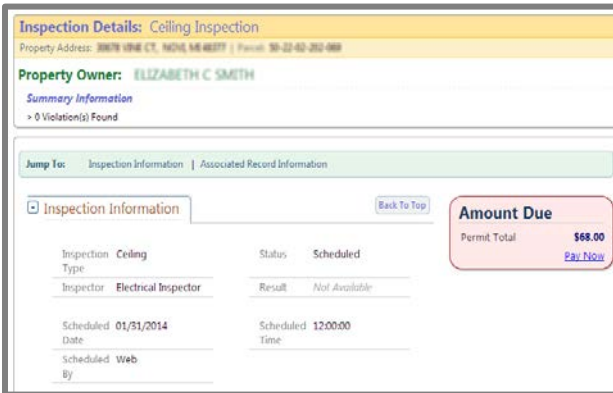 Inspection Details: Ceiling Inspection
Property Address: | Parcel:
Property Owner: ELIZABETH C SMITH
Summary Information
> 0 Violation(s) Found
Jump To: Inspection Information | Associated Record Information
Inspection Information
Back To Top
Amount Due
Permit Total $68.00
Pay Now
Inspection Type Ceiling
Status Scheduled
Inspector Electrical Inspector
Result Not Available
Scheduled Date 01/31/2014
Scheduled Time 12:00:00
Scheduled By Web